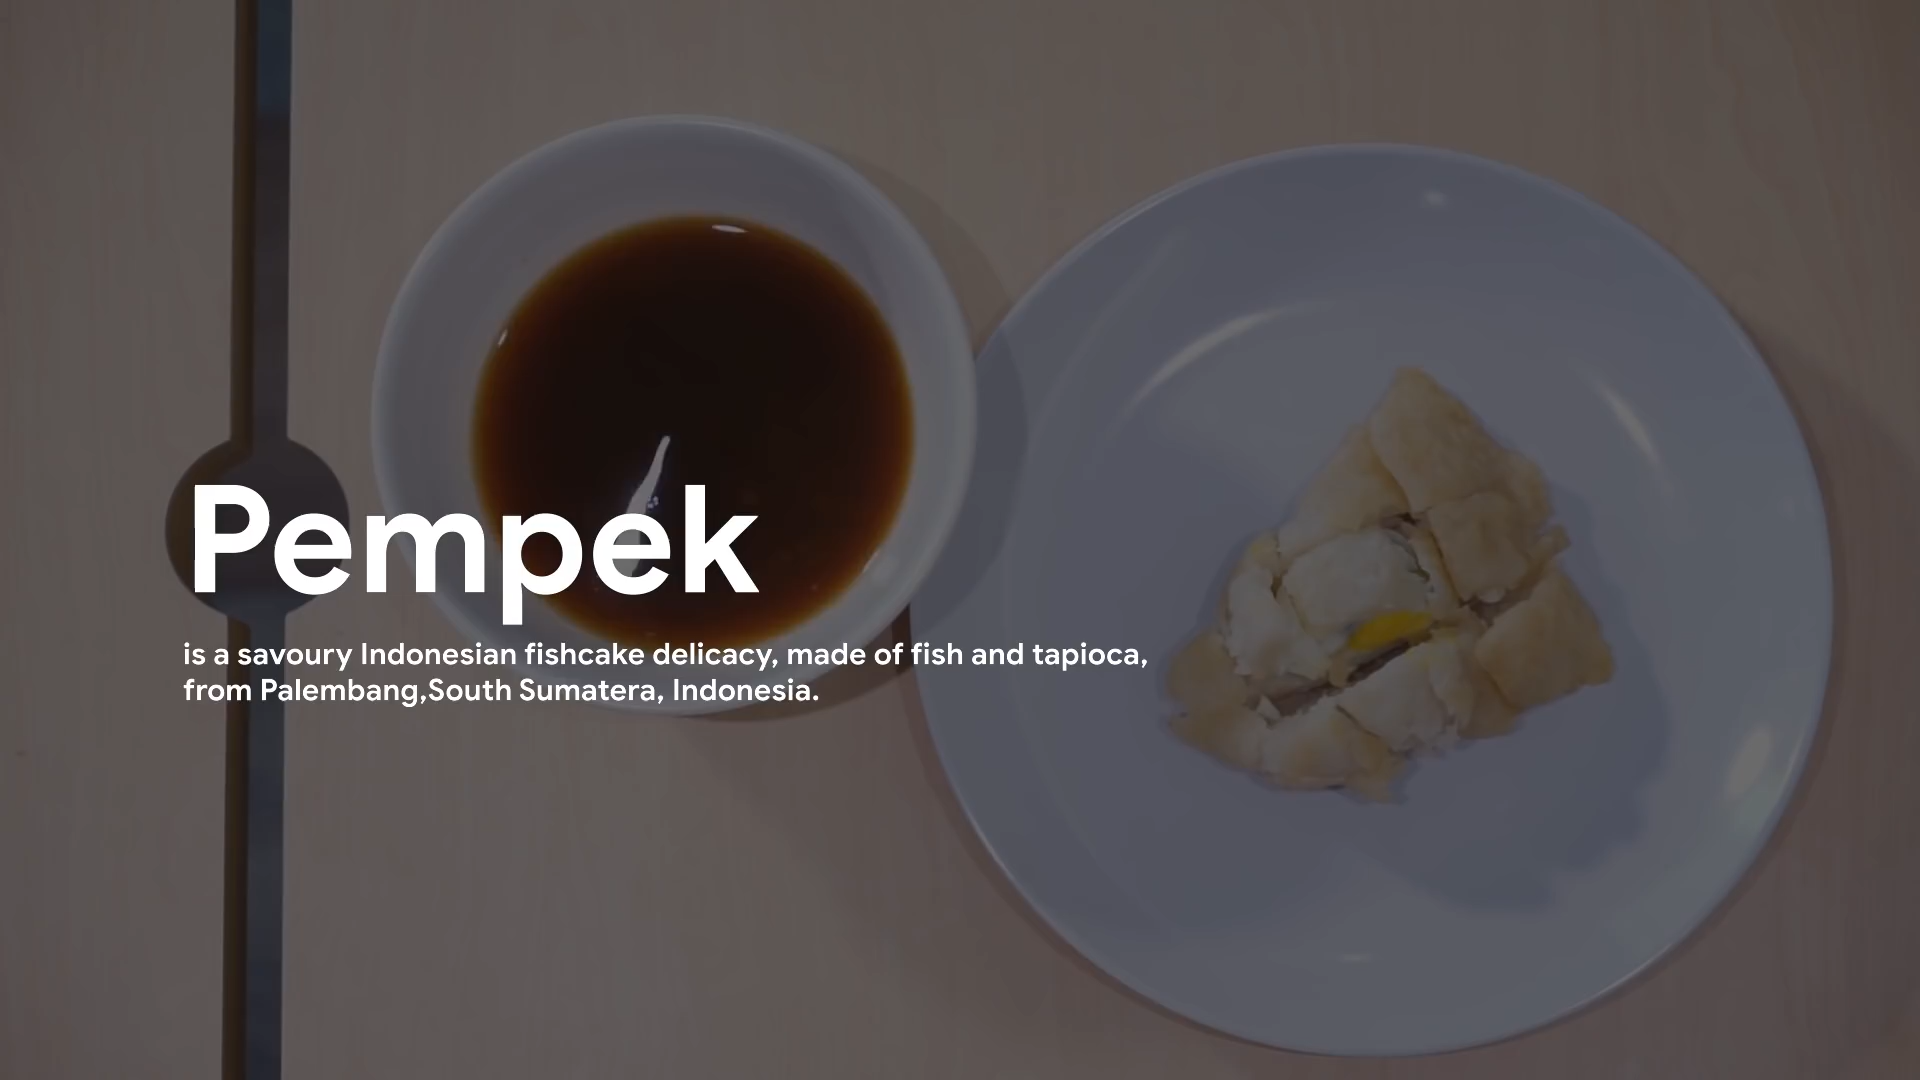 Pempek
is a savoury Indonesian fishcake delicacy, made of fish and tapioca,
from Palembang,South Sumatera, Indonesia.